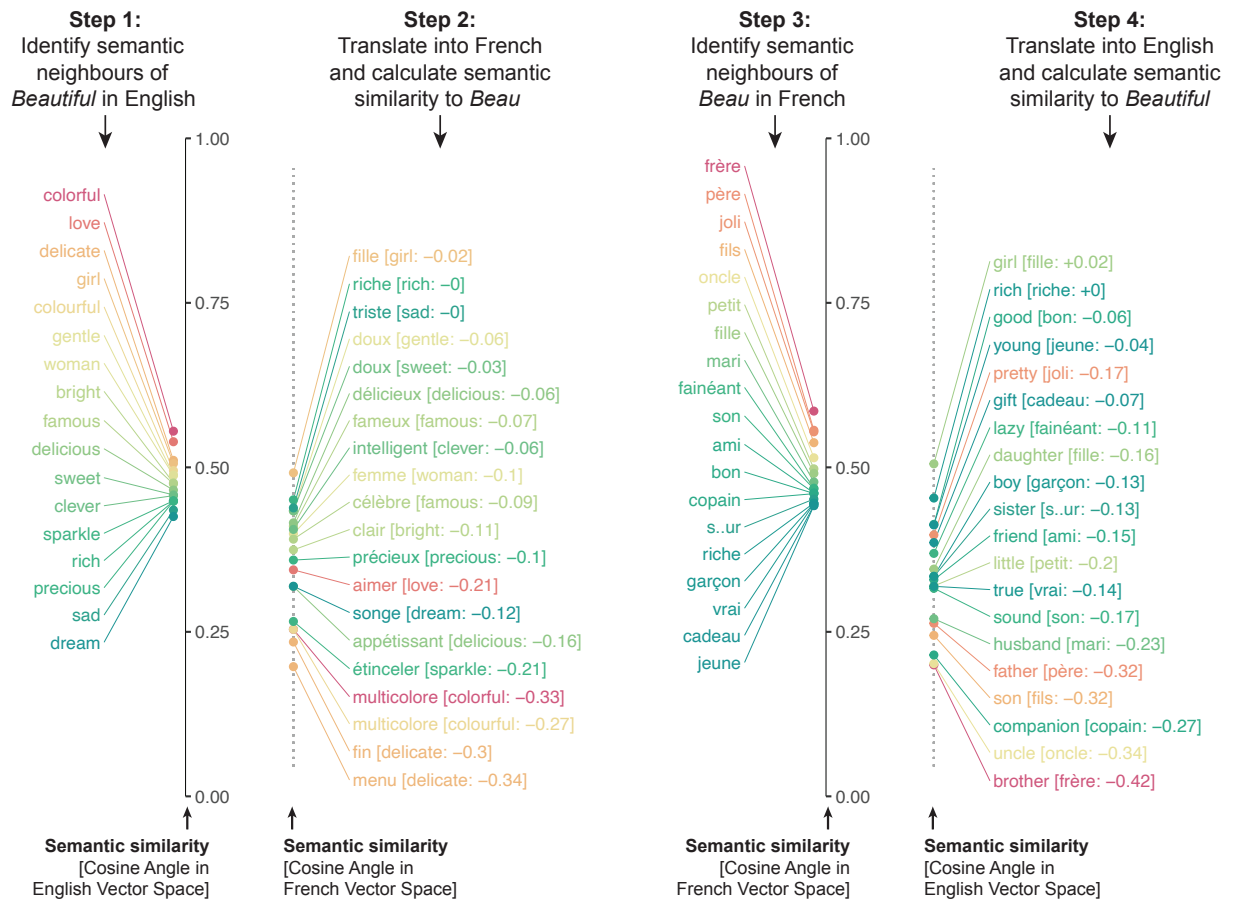 Step 1:
Identify semantic
neighbours of
Beautiful in English
Step 2:
Translate into French
and calculate semantic
similarity to Beau
Step 3:
Identify semantic
neighbours of
Beau in French
Step 4:
Translate into English
and calculate semantic
similarity to Beautiful
colorful
love
delicate
girl
colourful
gentle
woman
bright
famous
delicious
sweet
clever
sparkle
rich
precious
sad
dream
1.00
0.75
0.50
0.25
0.00
fille [girl: −0.02]
riche [rich: −0]
triste [sad: −0]
doux [gentle: −0.06]
doux [sweet: −0.03]
délicieux [delicious: −0.06]
fameux [famous: −0.07]
intelligent [clever: −0.06]
femme [woman: −0.1]
célèbre [famous: −0.09]
clair [bright: −0.11]
précieux [precious: −0.1]
aimer [love: −0.21]
songe [dream: −0.12]
appétissant [delicious: −0.16]
étinceler [sparkle: −0.21]
multicolore [colorful: −0.33]
multicolore [colourful: −0.27]
fin [delicate: −0.3]
menu [delicate: −0.34]
frère
père
joli
fils
oncle
petit
fille
mari
fainéant
son
ami
bon
copain
s..ur
riche
garçon
vrai
cadeau
jeune
1.00
0.75
0.50
0.25
0.00
girl [fille: +0.02]
rich [riche: +0]
good [bon: −0.06]
young [jeune: −0.04]
pretty [joli: −0.17]
gift [cadeau: −0.07]
lazy [fainéant: −0.11]
daughter [fille: −0.16]
boy [garçon: −0.13]
sister [s..ur: −0.13]
friend [ami: −0.15]
little [petit: −0.2]
true [vrai: −0.14]
sound [son: −0.17]
husband [mari: −0.23]
father [père: −0.32]
son [fils: −0.32]
companion [copain: −0.27]
uncle [oncle: −0.34]
brother [frère: −0.42]
Semantic similarity
[Cosine Angle in
English Vector Space]
Semantic similarity
[Cosine Angle in
French Vector Space]
Semantic similarity
[Cosine Angle in
French Vector Space]
Semantic similarity
[Cosine Angle in
English Vector Space]